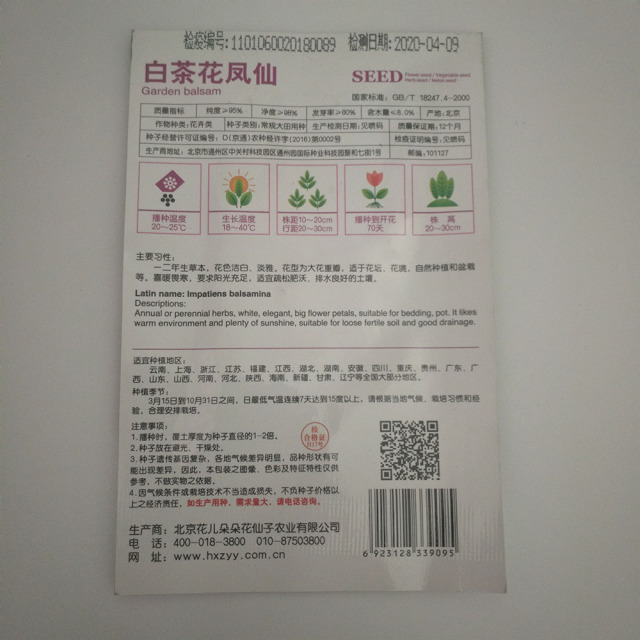 检疫编号:1101060020180089 检测日期:2020-04-09
白茶花凤仙
Garden balsam
SEED Flower seed / Vegetable seed
Herb seed / Melon seed
国家标准: GB/T 18247.4-2000
质量指标 纯度≥95% 净度≥98% 发芽率≥80% 含水量≤8.0% 产地:北京
作物种类:花卉类 种子类别:常规大田用种 生产检测日期:见喷码 质量保证期:12个月
种子经营许可证编号: D(京通)农种经许字(2016)第0002号 检疫证明编号:见喷码
生产商地址:北京市通州区中关村科技园区通州园国际种业科技园聚和七街1号 邮编:101127
播种温度 生长温度 株距10~20cm 播种到开花 株 高
20~25℃ 18~40℃ 行距20~30cm 70天 20~30cm
主要习性:
一二年生草本,花色洁白、淡雅。花型为大花重瓣,适于花坛、花境,自然种植和盆栽
等。喜暖畏寒,要求阳光充足,适宜疏松肥沃、排水良好的土壤。
Latin name: Impatiens balsamina
Descriptions:
Annual or perennial herbs, white, elegant, big flower petals, suitable for bedding, pot. It likes
warm environment and plenty of sunshine, suitable for loose fertile soil and good drainage.
适宜种植地区:
云南、上海、浙江、江苏、福建、江西、湖北、湖南、安徽、四川、重庆、贵州、广东、广
西、山东、山西、河南、河北、陕西、海南、新疆、甘肃、辽宁等全国大部分地区。
种植季节:
3月15日到10月31日之间,日最低气温连续7天达到15度以上,请根据当地气候、栽培习惯和经
验,合理安排栽培。
注意事项:
1.播种时,覆土厚度为种子直径的1-2倍。
2.种子放在避光、干燥处。
3.种子遗传基因复杂,各地气候差异明显,品种形状有可
能出现差异,因此,本包装之图像、色彩及特征特性仅供
参考,不做实物之依据。
4.因气候条件或栽培技术不当造成损失,不负种子价格以
上之经济责任,如生产用种,需求量大,请电话咨询。
检
合格证
生产商: 北京花儿朵朵花仙子农业有限公司
电 话: 400-018-3800 010-87503800
网 址: www.hxzyy.com.cn
6 923128 339095